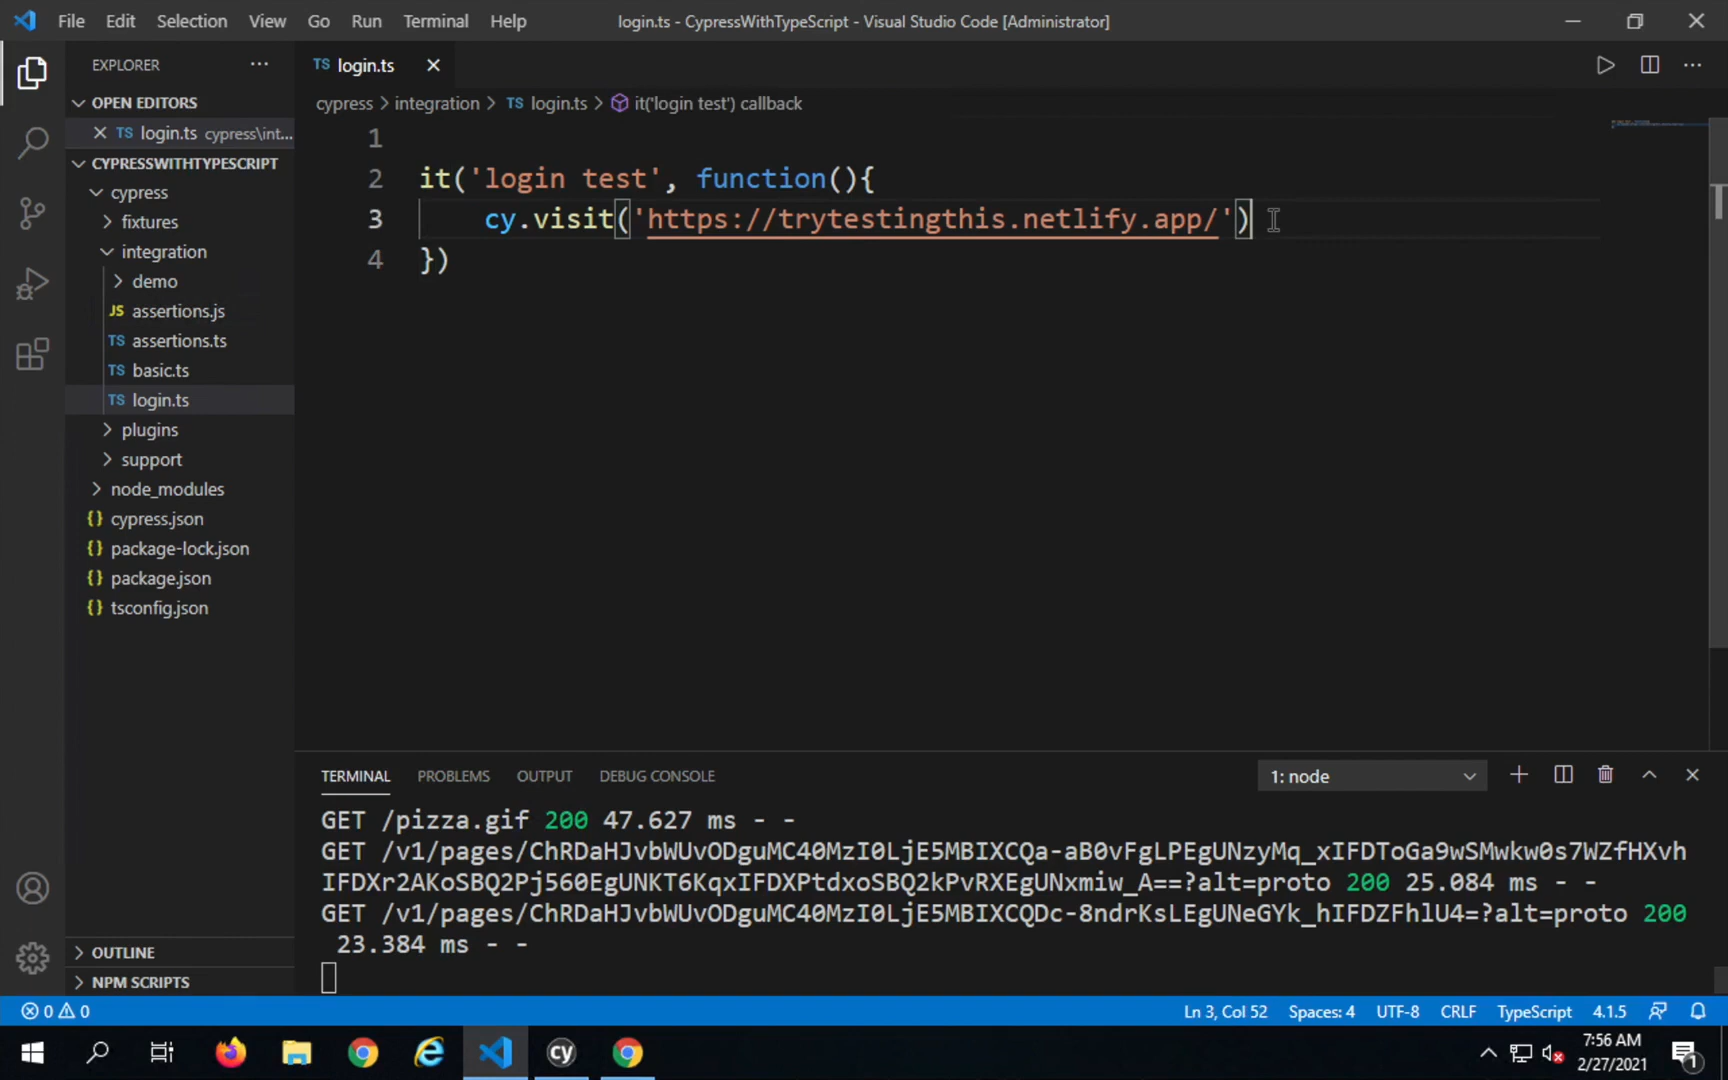 File Edit Selection View Go Run Terminal Help login.ts - CypressWithTypeScript - Visual Studio Code [Administrator]
EXPLORER
OPEN EDITORS
TS login.ts cypress\int...
CYPRESSWITHTYPESCRIPT
cypress
fixtures
integration
demo
JS assertions.js
TS assertions.ts
TS basic.ts
TS login.ts
plugins
support
node_modules
{} cypress.json
{} package-lock.json
{} package.json
{} tsconfig.json
OUTLINE
NPM SCRIPTS
TS login.ts
cypress > integration > TS login.ts > it('login test') callback
1
2 it('login test', function(){
3 cy.visit('https://trytestingthis.netlify.app/')
4 })
TERMINAL PROBLEMS OUTPUT DEBUG CONSOLE 1: node
GET /pizza.gif 200 47.627 ms - -
GET /v1/pages/ChRDaHJvbWUvODguMC40MzI0LjE5MBIXCQa-aB0vFgLPEgUNzyMq_xIFDToGa9wSMwkw0s7WZfHXvh
IFDXr2AKoSBQ2Pj560EgUNKT6KqxIFDXPtdxoSBQ2kPvRXEgUNxmiw_A==?alt=proto 200 25.084 ms - -
GET /v1/pages/ChRDaHJvbWUvODguMC40MzI0LjE5MBIXCQDc-8ndrKsLEgUNeGYk_hIFDZFhlU4=?alt=proto 200
23.384 ms - -
0 0 Ln 3, Col 52 Spaces: 4 UTF-8 CRLF TypeScript 4.1.5
cy
7:56 AM
2/27/2021
1